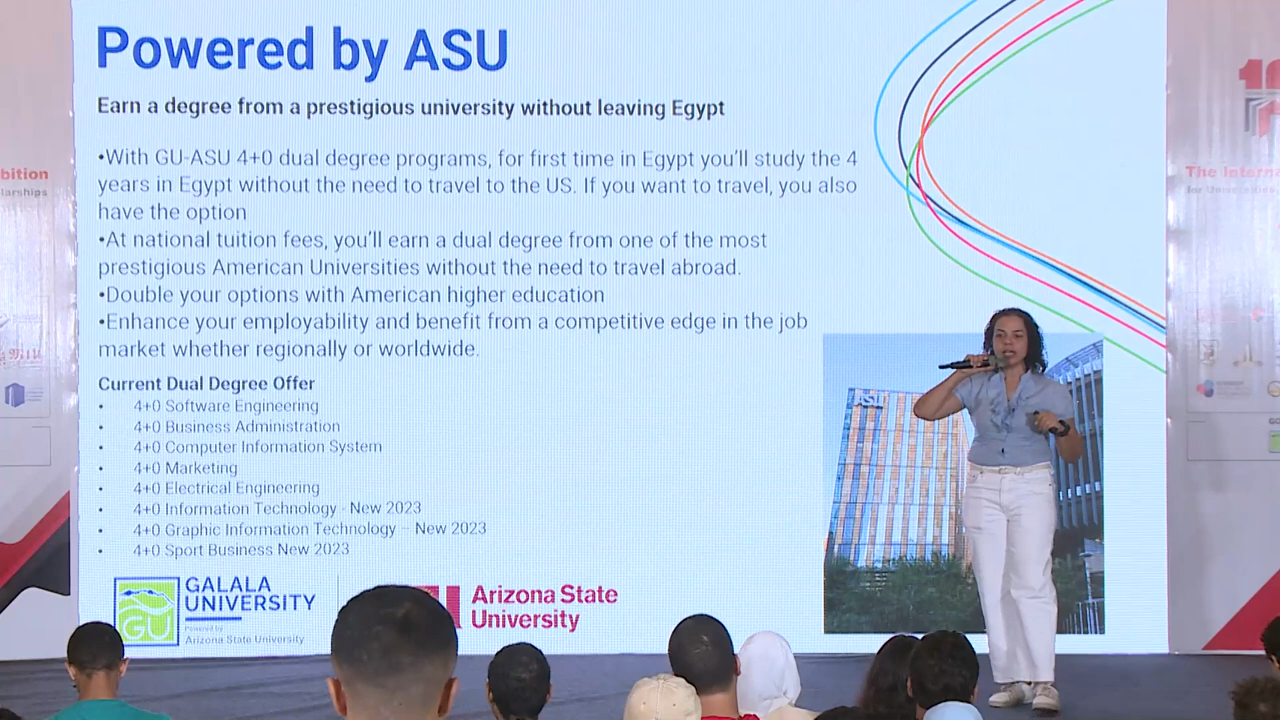 Powered by ASU
Earn a degree from a prestigious university without leaving Egypt
•With GU-ASU 4+0 dual degree programs, for first time in Egypt you'll study the 4
years in Egypt without the need to travel to the US. If you want to travel, you also
have the option
•At national tuition fees, you'll earn a dual degree from one of the most
prestigious American Universities without the need to travel abroad.
•Double your options with American higher education
•Enhance your employability and benefit from a competitive edge in the job
market whether regionally or worldwide.
Current Dual Degree Offer
• 4+0 Software Engineering
• 4+0 Business Administration
• 4+0 Computer Information System
• 4+0 Marketing
• 4+0 Electrical Engineering
• 4+0 Information Technology - New 2023
• 4+0 Graphic Information Technology – New 2023
• 4+0 Sport Business New 2023
GALALA
UNIVERSITY
GU
Powered by
Arizona State University
Arizona State
University
ASU
bition
larships
10
The Interna
for Universities